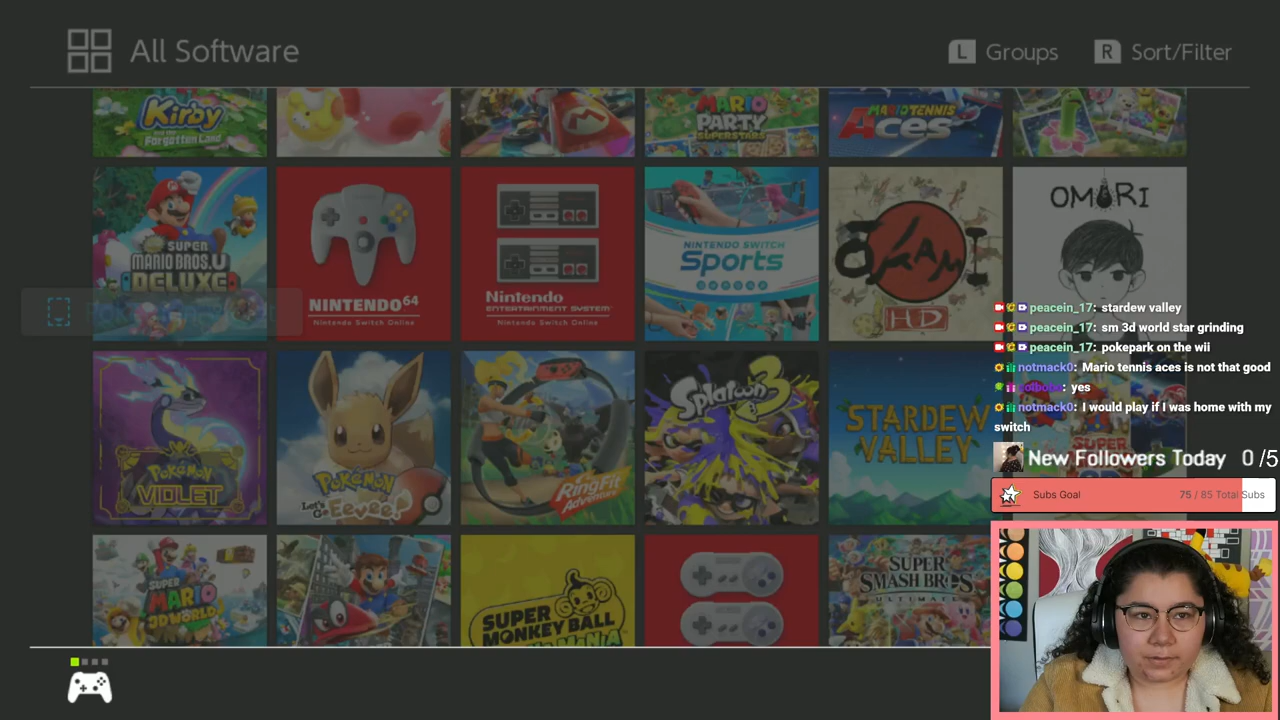 All Software
L Groups
R Sort/Filter
Kirby
Forgotten Land
MARIO
PARTY
SUPERSTARS
MARIO TENNIS
Aces
SUPER
MARIO BROS.U
DELUXE
NINTENDO64
Nintendo Switch Online
Nintendo
ENTERTAINMENT SYSTEM
Nintendo Switch Online
NINTENDO SWITCH
Sports
ŌKAMI
HD
OMORI
peacein_17: stardew valley
peacein_17: sm 3d world star grinding
peacein_17: pokepark on the wii
notmack0: Mario tennis aces is not that good
yes
notmack0: I would play if I was home with my
switch
POKÉMON
VIOLET
POKÉMON
Let's Go Eevee!
RingFit
Adventure
Splatoon 3
STARDEW
VALLEY
SUPER
New Followers Today 0 /5
Subs Goal 75 / 85 Total Subs
SUPER
MARIO
3D WORLD
SUPER
MONKEY BALL
MANIA
SUPER
SMASH BROS
ULTIMATE